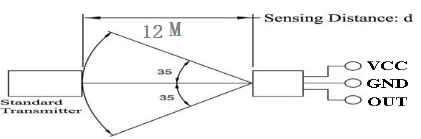 Sensing Distance: d
12 M
VCC
35
GND
35
OUT
Standard
Transmitter